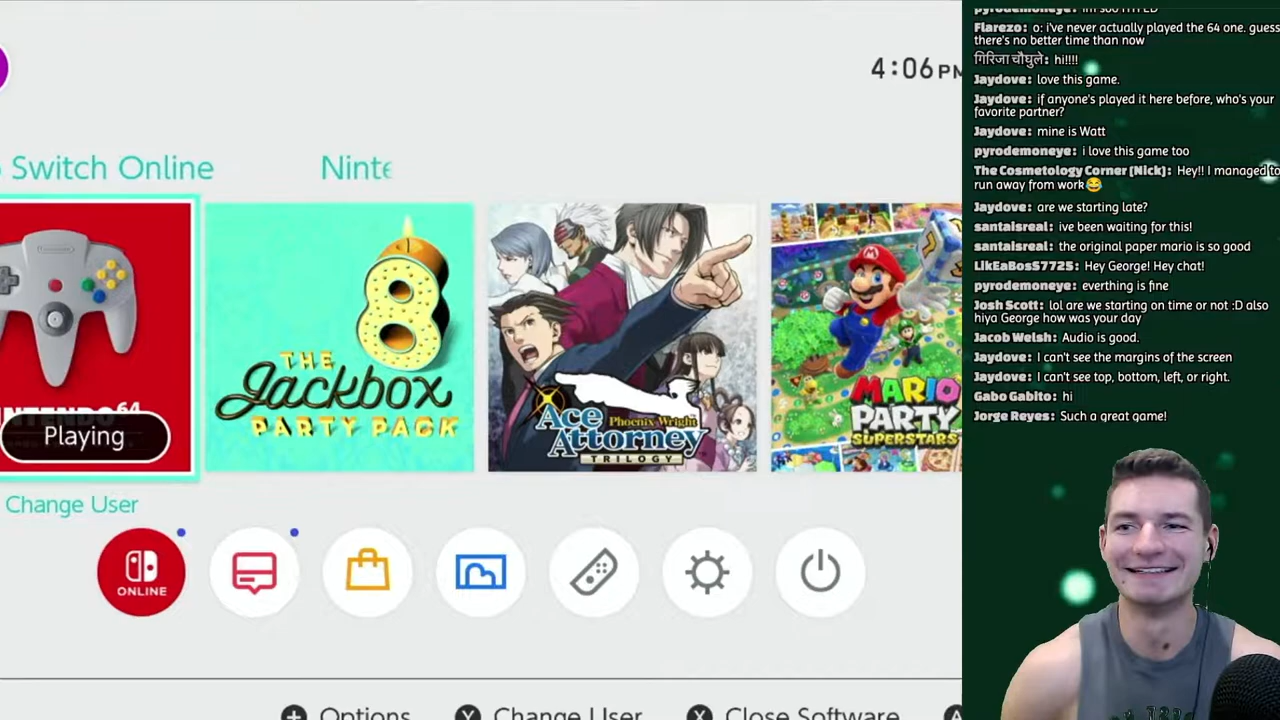 4:06 PM
Switch Online
Ninte
Playing
THE
Jackbox
PARTY PACK
8
Ace
Phoenix Wright
Attorney
TRILOGY
MARIO
PARTY
SUPERSTARS
Change User
ONLINE
+ Options
Y Change User
X Close Software
A
pyrodemoneye: im soo HYPED
Flarezo: o: i've never actually played the 64 one. guess
there's no better time than now
गिरिजा चौघुले: hi!!!!
Jaydove: love this game.
Jaydove: if anyone's played it here before, who's your
favorite partner?
Jaydove: mine is Watt
pyrodemoneye: i love this game too
The Cosmetology Corner [Nick]: Hey!! I managed to
run away from work😂
Jaydove: are we starting late?
santaisreal: ive been waiting for this!
santaisreal: the original paper mario is so good
LikEaBosS7725: Hey George! Hey chat!
pyrodemoneye: everthing is fine
Josh Scott: lol are we starting on time or not :D also
hiya George how was your day
Jacob Welsh: Audio is good.
Jaydove: I can't see the margins of the screen
Jaydove: I can't see top, bottom, left, or right.
Gabo Gabito: hi
Jorge Reyes: Such a great game!